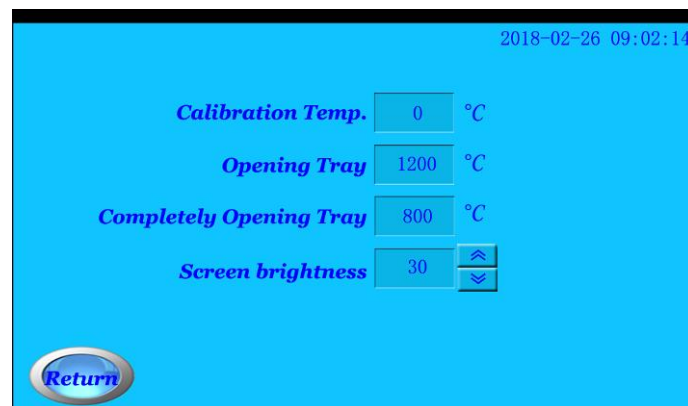 2018-02-26 09:02:14
Calibration Temp. 0 °C
Opening Tray 1200 °C
Completely Opening Tray 800 °C
Screen brightness 30
Return